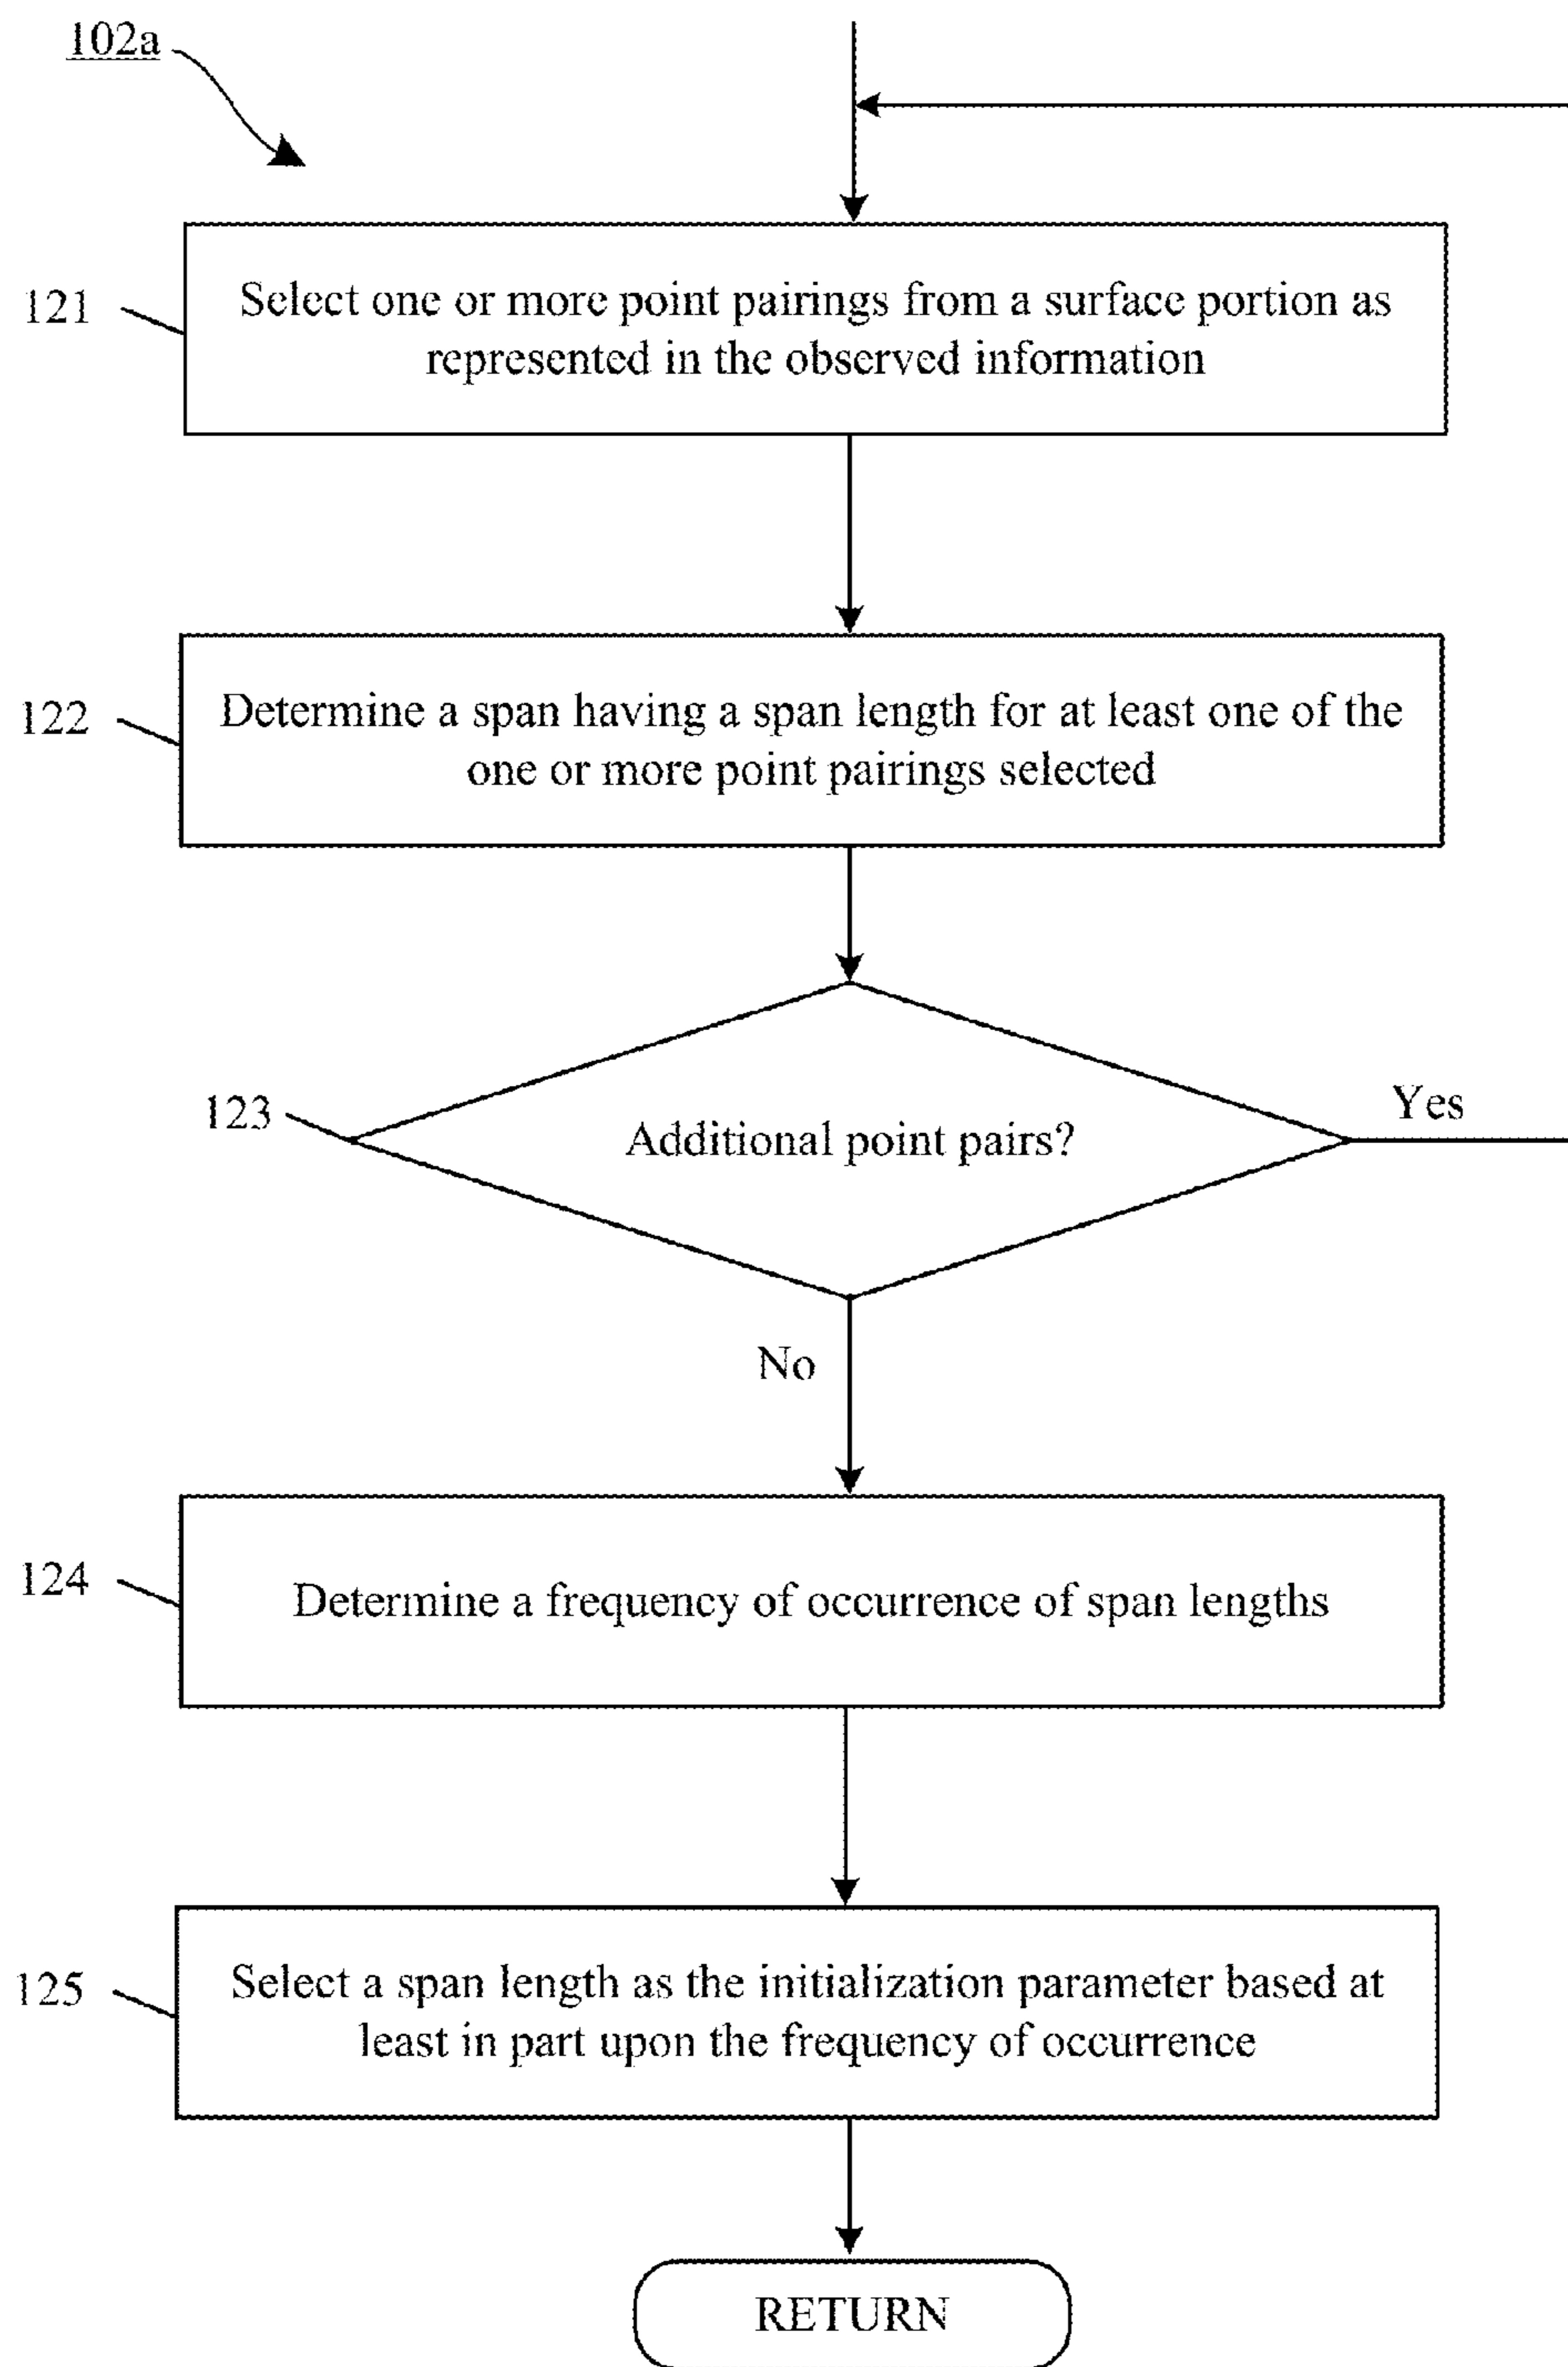 102a
121
Select one or more point pairings from a surface portion as
represented in the observed information
122
Determine a span having a span length for at least one of the
one or more point pairings selected
123
Additional point pairs?
Yes
No
124
Determine a frequency of occurrence of span lengths
125
Select a span length as the initialization parameter based at
least in part upon the frequency of occurrence
RETURN